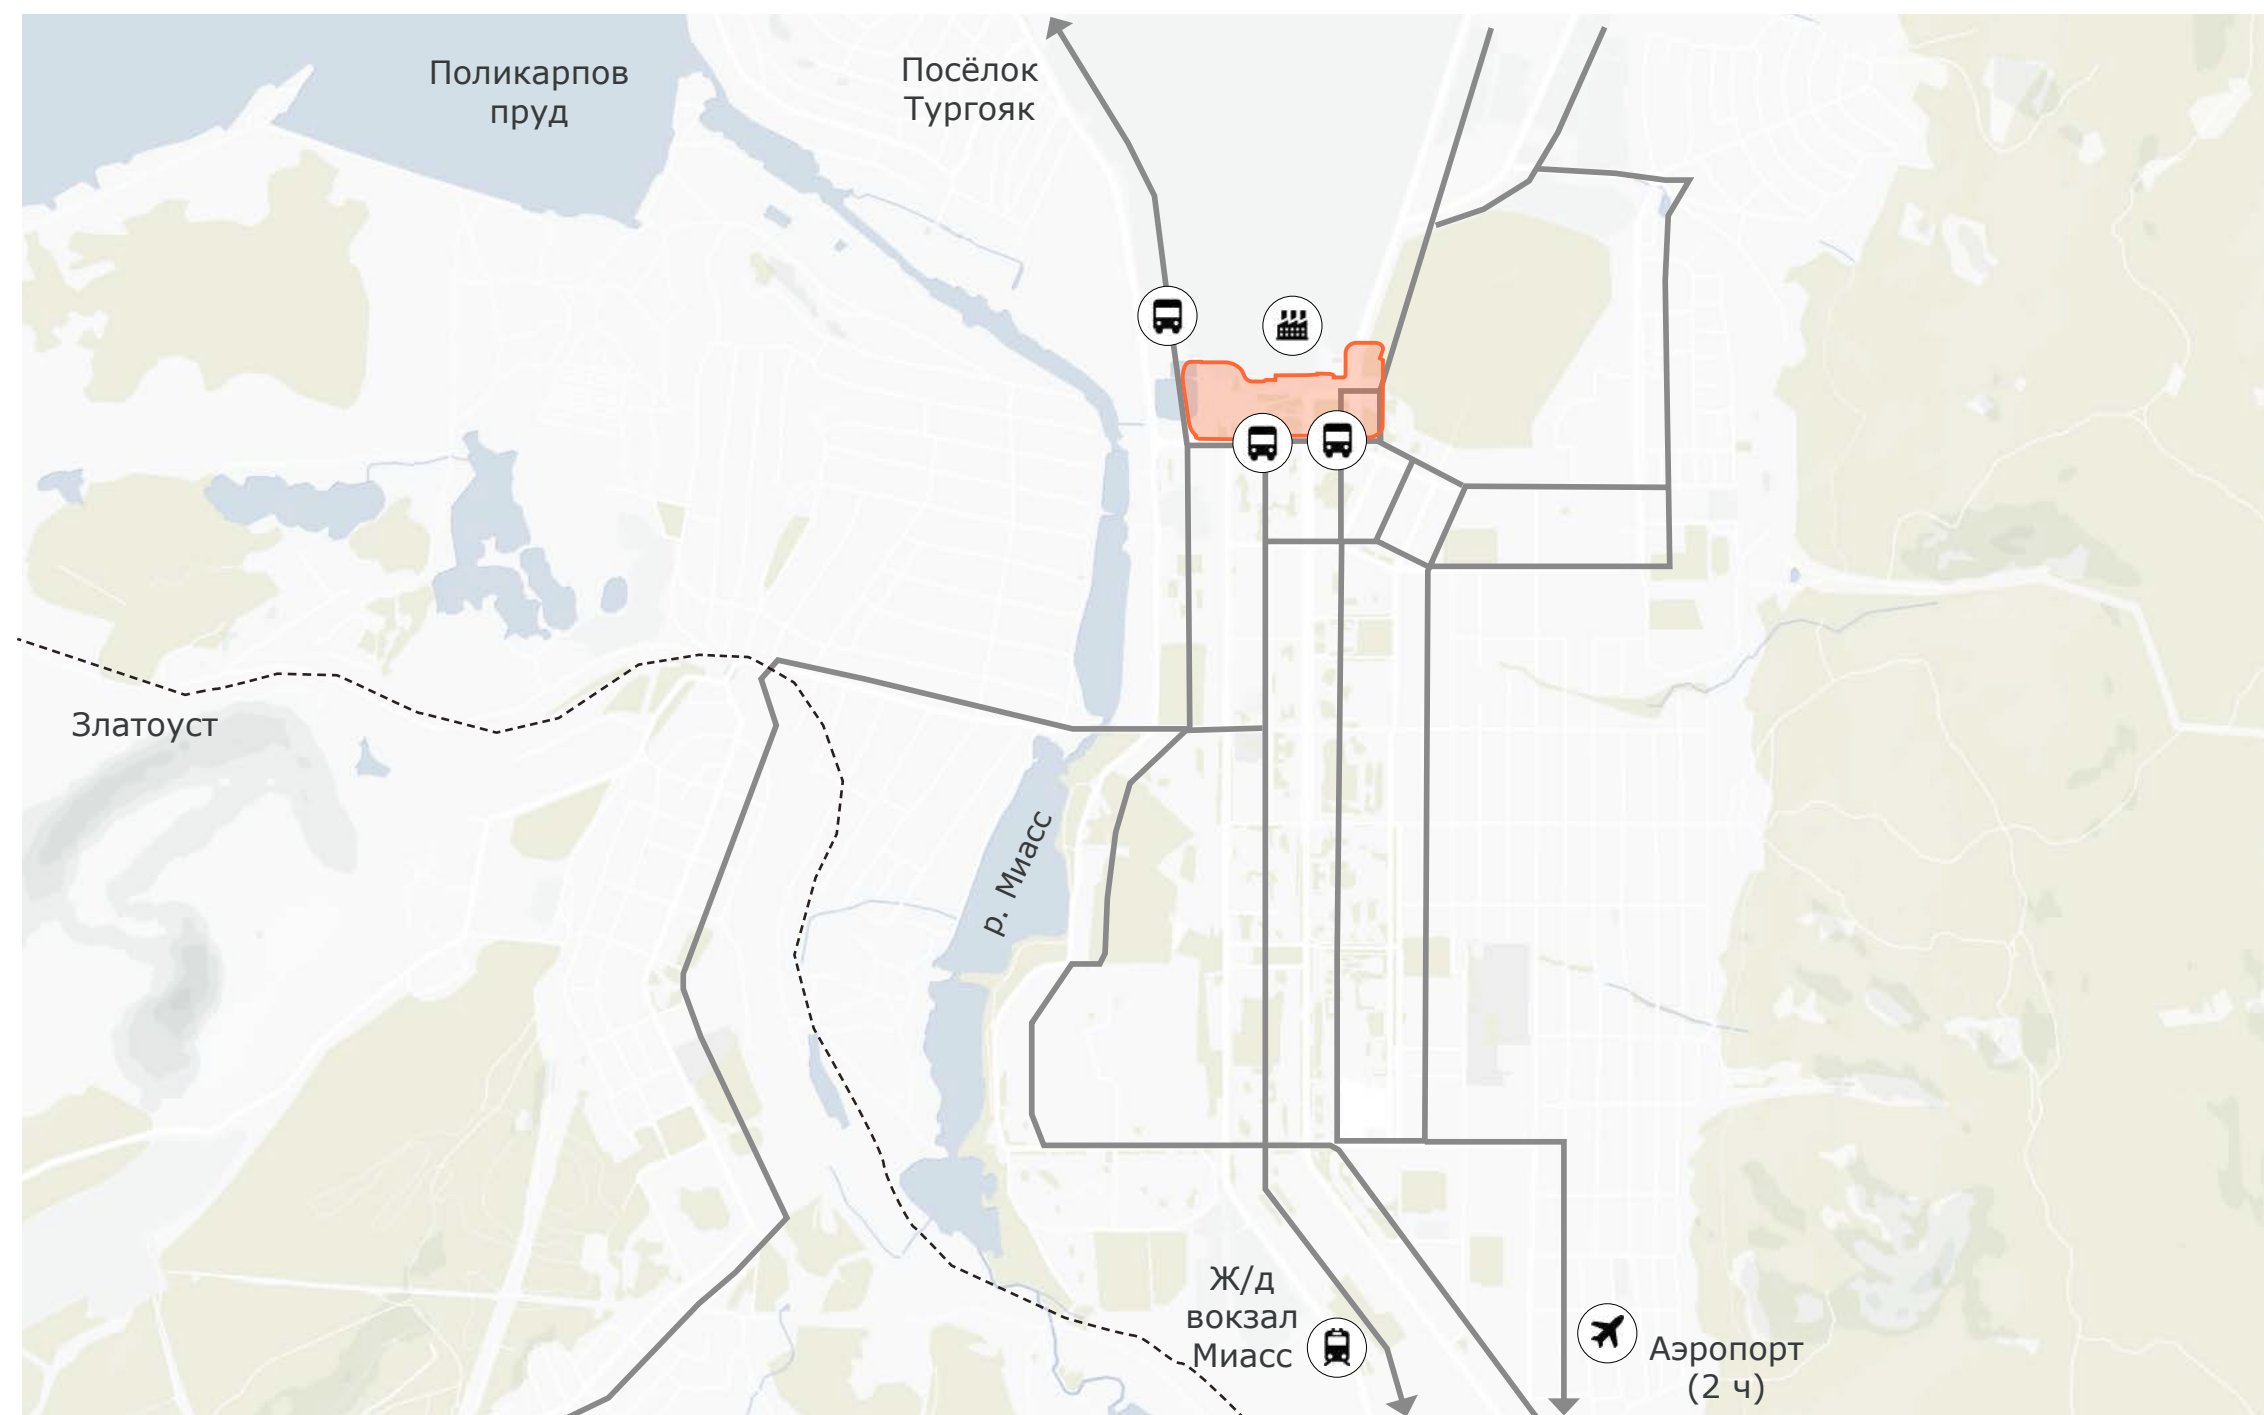 Поликарпов
пруд
Посёлок
Тургояк
Златоуст
р. Миасс
Ж/д
вокзал
Миасс
Аэропорт
(2 ч)